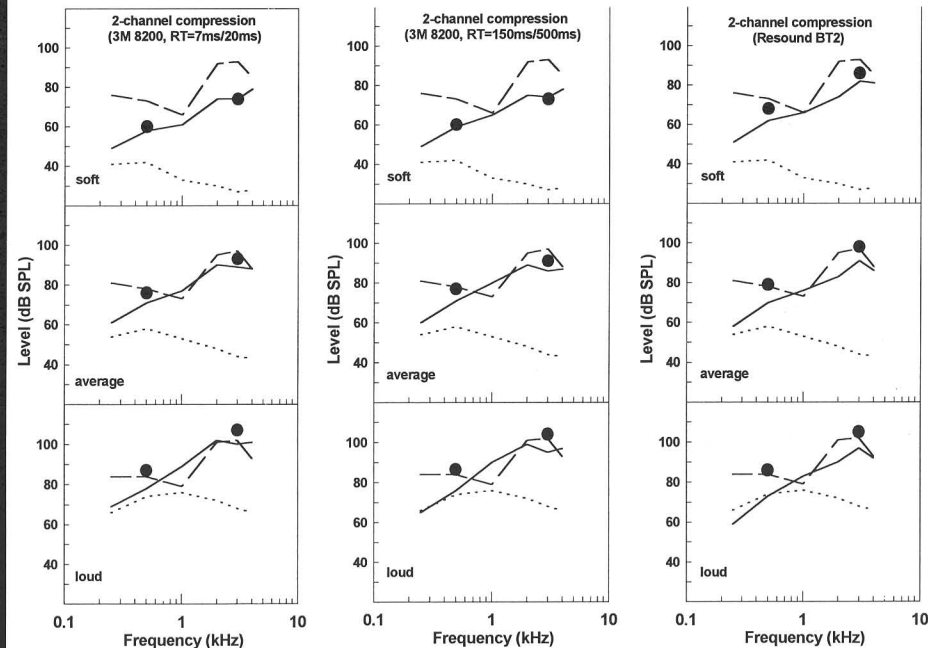 2-channel compression
(3M 8200, RT=7ms/20ms)
100
80
60
40
soft
100
80
60
40
average
100
80
60
40
loud
0.1
1
10
Level (dB SPL)
Frequency (kHz)
2-channel compression
(3M 8200, RT=150ms/500ms)
100
80
60
40
soft
100
80
60
40
average
100
80
60
40
loud
0.1
1
10
Level (dB SPL)
Frequency (kHz)
2-channel compression
(Resound BT2)
100
80
60
40
soft
100
80
60
40
average
100
80
60
40
loud
0.1
1
10
Level (dB SPL)
Frequency (kHz)